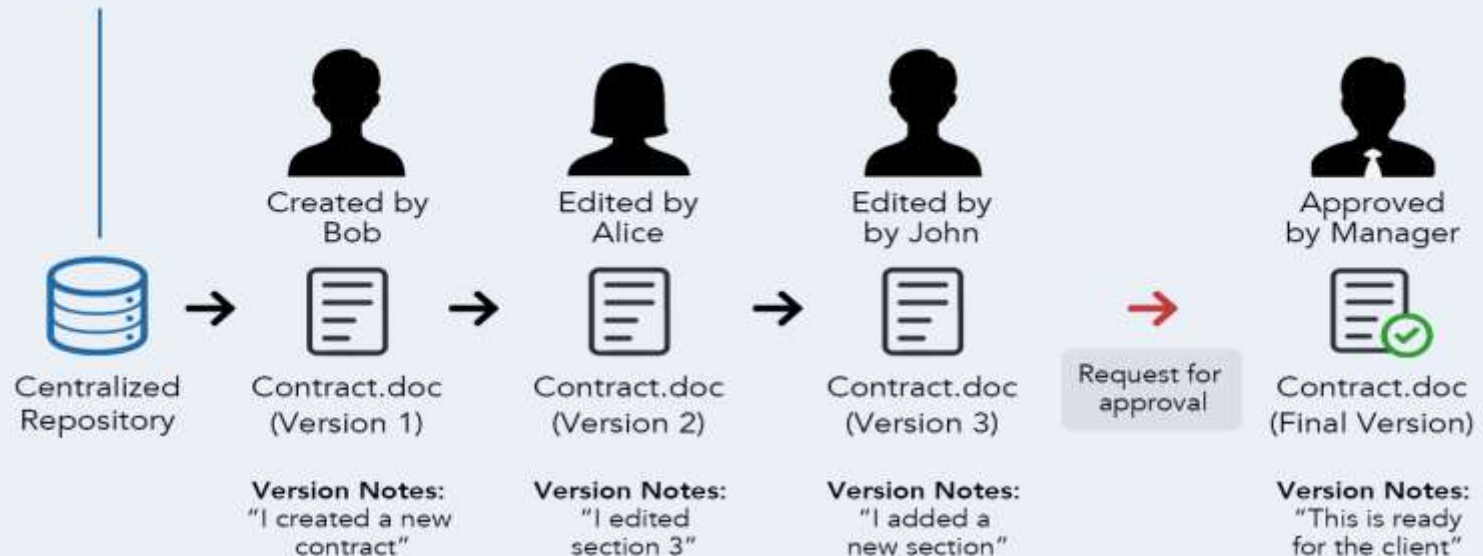 Created by
Bob
Edited by
Alice
Edited by
by John
Approved
by Manager
Centralized
Repository
Contract.doc
(Version 1)
Contract.doc
(Version 2)
Contract.doc
(Version 3)
Request for
approval
Contract.doc
(Final Version)
Version Notes:
"I created a new
contract"
Version Notes:
"I edited
section 3"
Version Notes:
"I added a
new section"
Version Notes:
"This is ready
for the client"